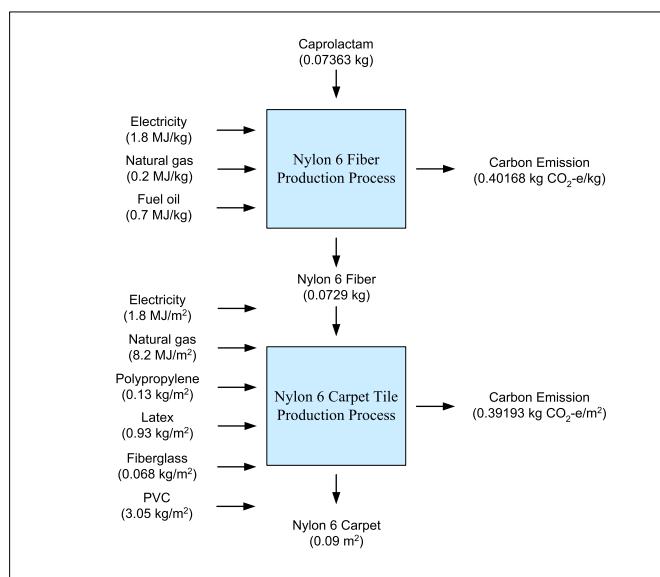 Caprolactam
(0.07363 kg)
Electricity
(1.8 MJ/kg)
Natural gas
(0.2 MJ/kg)
Fuel oil
(0.7 MJ/kg)
Nylon 6 Fiber
Production Process
Carbon Emission
(0.40168 kg CO₂-e/kg)
Nylon 6 Fiber
(0.0729 kg)
Electricity
(1.8 MJ/m²)
Natural gas
(8.2 MJ/m²)
Polypropylene
(0.13 kg/m²)
Latex
(0.93 kg/m²)
Fiberglass
(0.068 kg/m²)
PVC
(3.05 kg/m²)
Nylon 6 Carpet Tile
Production Process
Carbon Emission
(0.39193 kg CO₂-e/m²)
Nylon 6 Carpet
(0.09 m²)